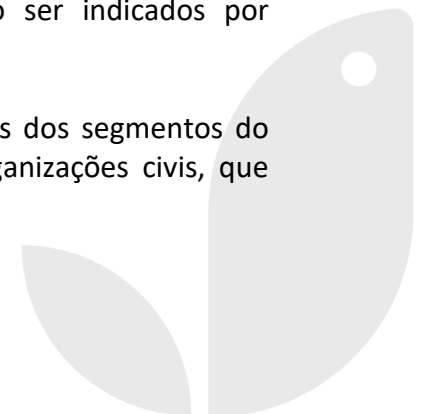 ser indicados por
s dos segmentos do
ganizações civis, que